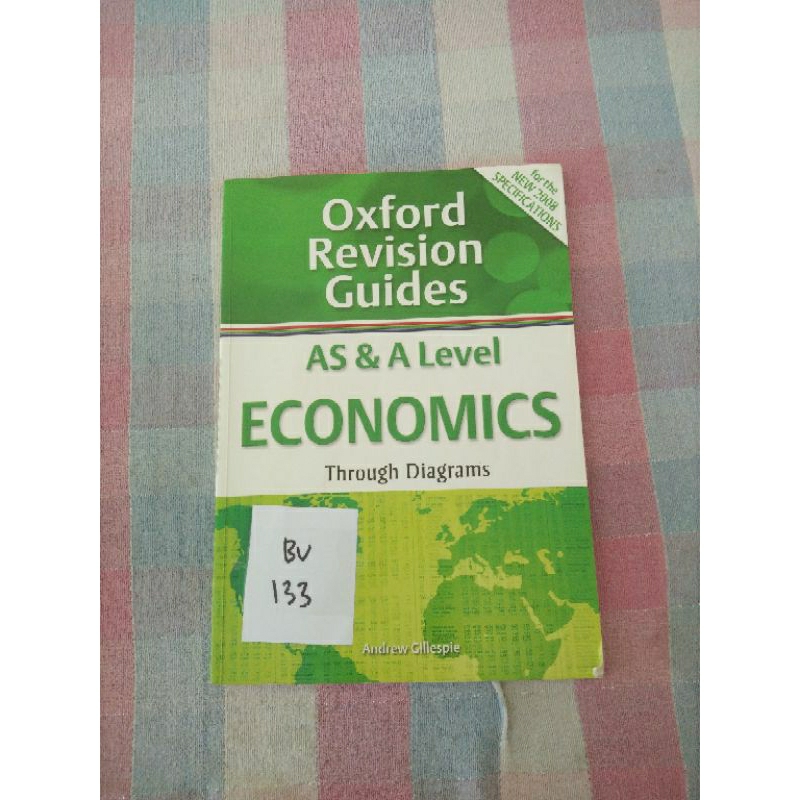 for the
NEW 2008
SPECIFICATIONS
Oxford
Revision
Guides
AS & A Level
ECONOMICS
Through Diagrams
BV
133
Andrew Gillespie